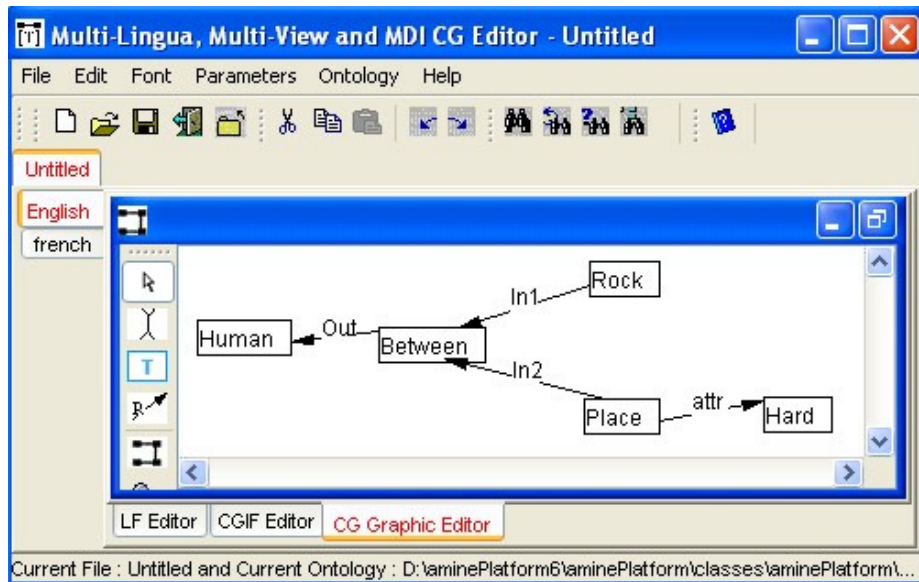 Multi-Lingua, Multi-View and MDI CG Editor - Untitled
File Edit Font Parameters Ontology Help
Untitled
English
french
Rock
In1
Human
Out
Between
In2
Place
attr
Hard
T
R
LF Editor CGIF Editor CG Graphic Editor
Current File : Untitled and Current Ontology : D:\aminePlatform6\aminePlatform\classes\aminePlatform\...